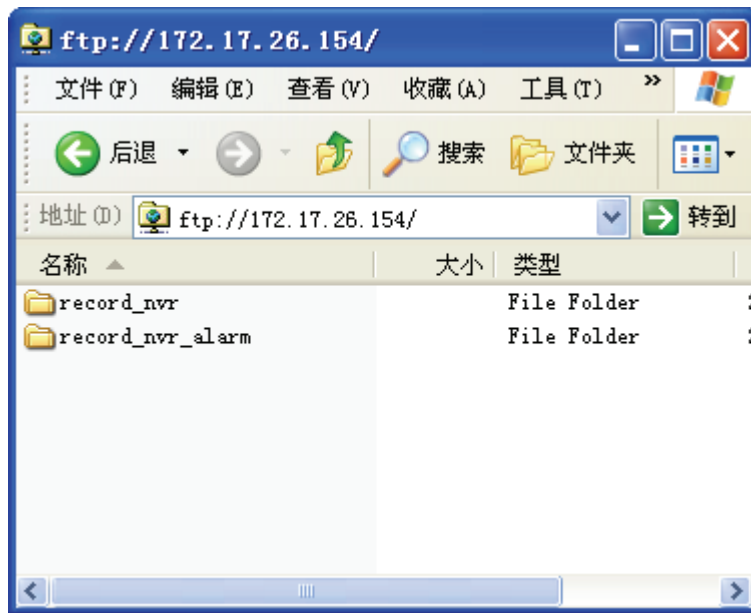 ftp://172.17.26.154/
文件(F) 编辑(E) 查看(V) 收藏(A) 工具(T) »
后退 搜索 文件夹
地址(D) ftp://172.17.26.154/ 转到
名称 大小 类型
record_nvr File Folder
record_nvr_alarm File Folder